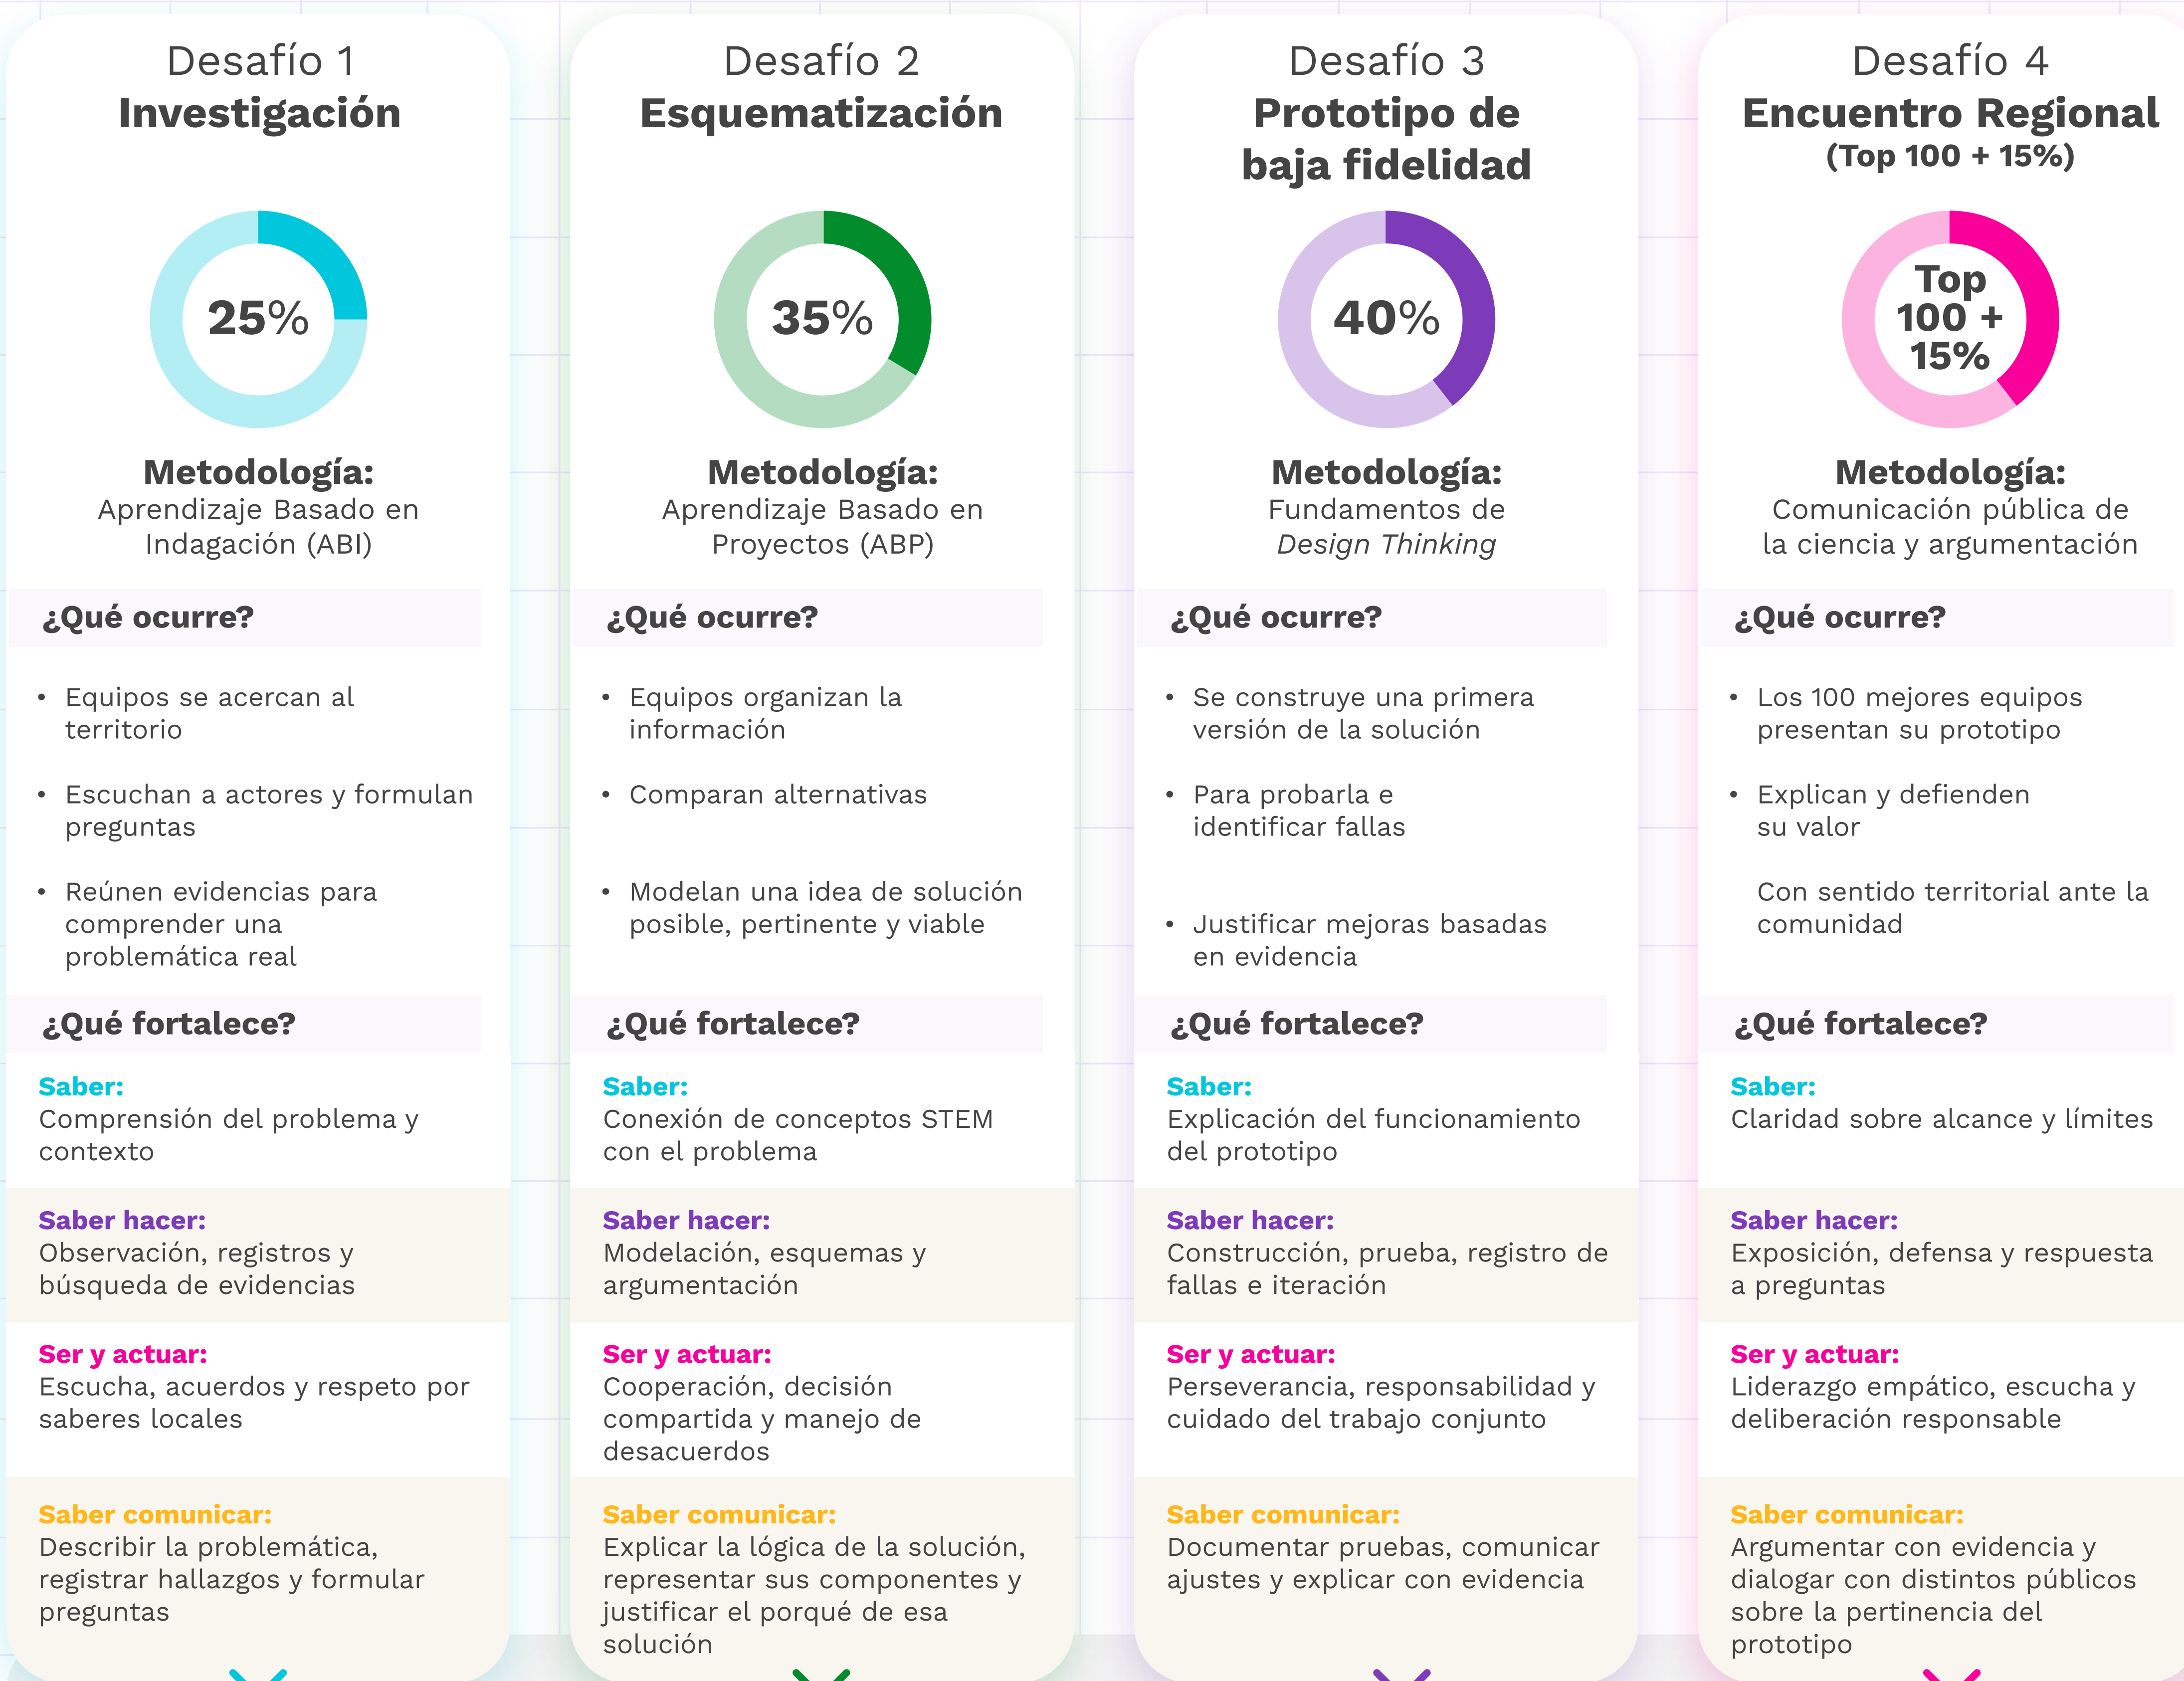 Desafío 1
Investigación
25%
Metodología:
Aprendizaje Basado en
Indagación (ABI)
¿Qué ocurre?
• Equipos se acercan al
territorio
• Escuchan a actores y formulan
preguntas
• Reúnen evidencias para
comprender una
problemática real
¿Qué fortalece?
Saber:
Comprensión del problema y
contexto
Saber hacer:
Observación, registros y
búsqueda de evidencias
Ser y actuar:
Escucha, acuerdos y respeto por
saberes locales
Saber comunicar:
Describir la problemática,
registrar hallazgos y formular
preguntas
Desafío 2
Esquematización
35%
Metodología:
Aprendizaje Basado en
Proyectos (ABP)
¿Qué ocurre?
• Equipos organizan la
información
• Comparan alternativas
• Modelan una idea de solución
posible, pertinente y viable
¿Qué fortalece?
Saber:
Conexión de conceptos STEM
con el problema
Saber hacer:
Modelación, esquemas y
argumentación
Ser y actuar:
Cooperación, decisión
compartida y manejo de
desacuerdos
Saber comunicar:
Explicar la lógica de la solución,
representar sus componentes y
justificar el porqué de esa
solución
Desafío 3
Prototipo de
baja fidelidad
40%
Metodología:
Fundamentos de
Design Thinking
¿Qué ocurre?
• Se construye una primera
versión de la solución
• Para probarla e
identificar fallas
• Justificar mejoras basadas
en evidencia
¿Qué fortalece?
Saber:
Explicación del funcionamiento
del prototipo
Saber hacer:
Construcción, prueba, registro de
fallas e iteración
Ser y actuar:
Perseverancia, responsabilidad y
cuidado del trabajo conjunto
Saber comunicar:
Documentar pruebas, comunicar
ajustes y explicar con evidencia
Desafío 4
Encuentro Regional
(Top 100 + 15%)
Top
100 +
15%
Metodología:
Comunicación pública de
la ciencia y argumentación
¿Qué ocurre?
• Los 100 mejores equipos
presentan su prototipo
• Explican y defienden
su valor
Con sentido territorial ante la
comunidad
¿Qué fortalece?
Saber:
Claridad sobre alcance y límites
Saber hacer:
Exposición, defensa y respuesta
a preguntas
Ser y actuar:
Liderazgo empático, escucha y
deliberación responsable
Saber comunicar:
Argumentar con evidencia y
dialogar con distintos públicos
sobre la pertinencia del
prototipo